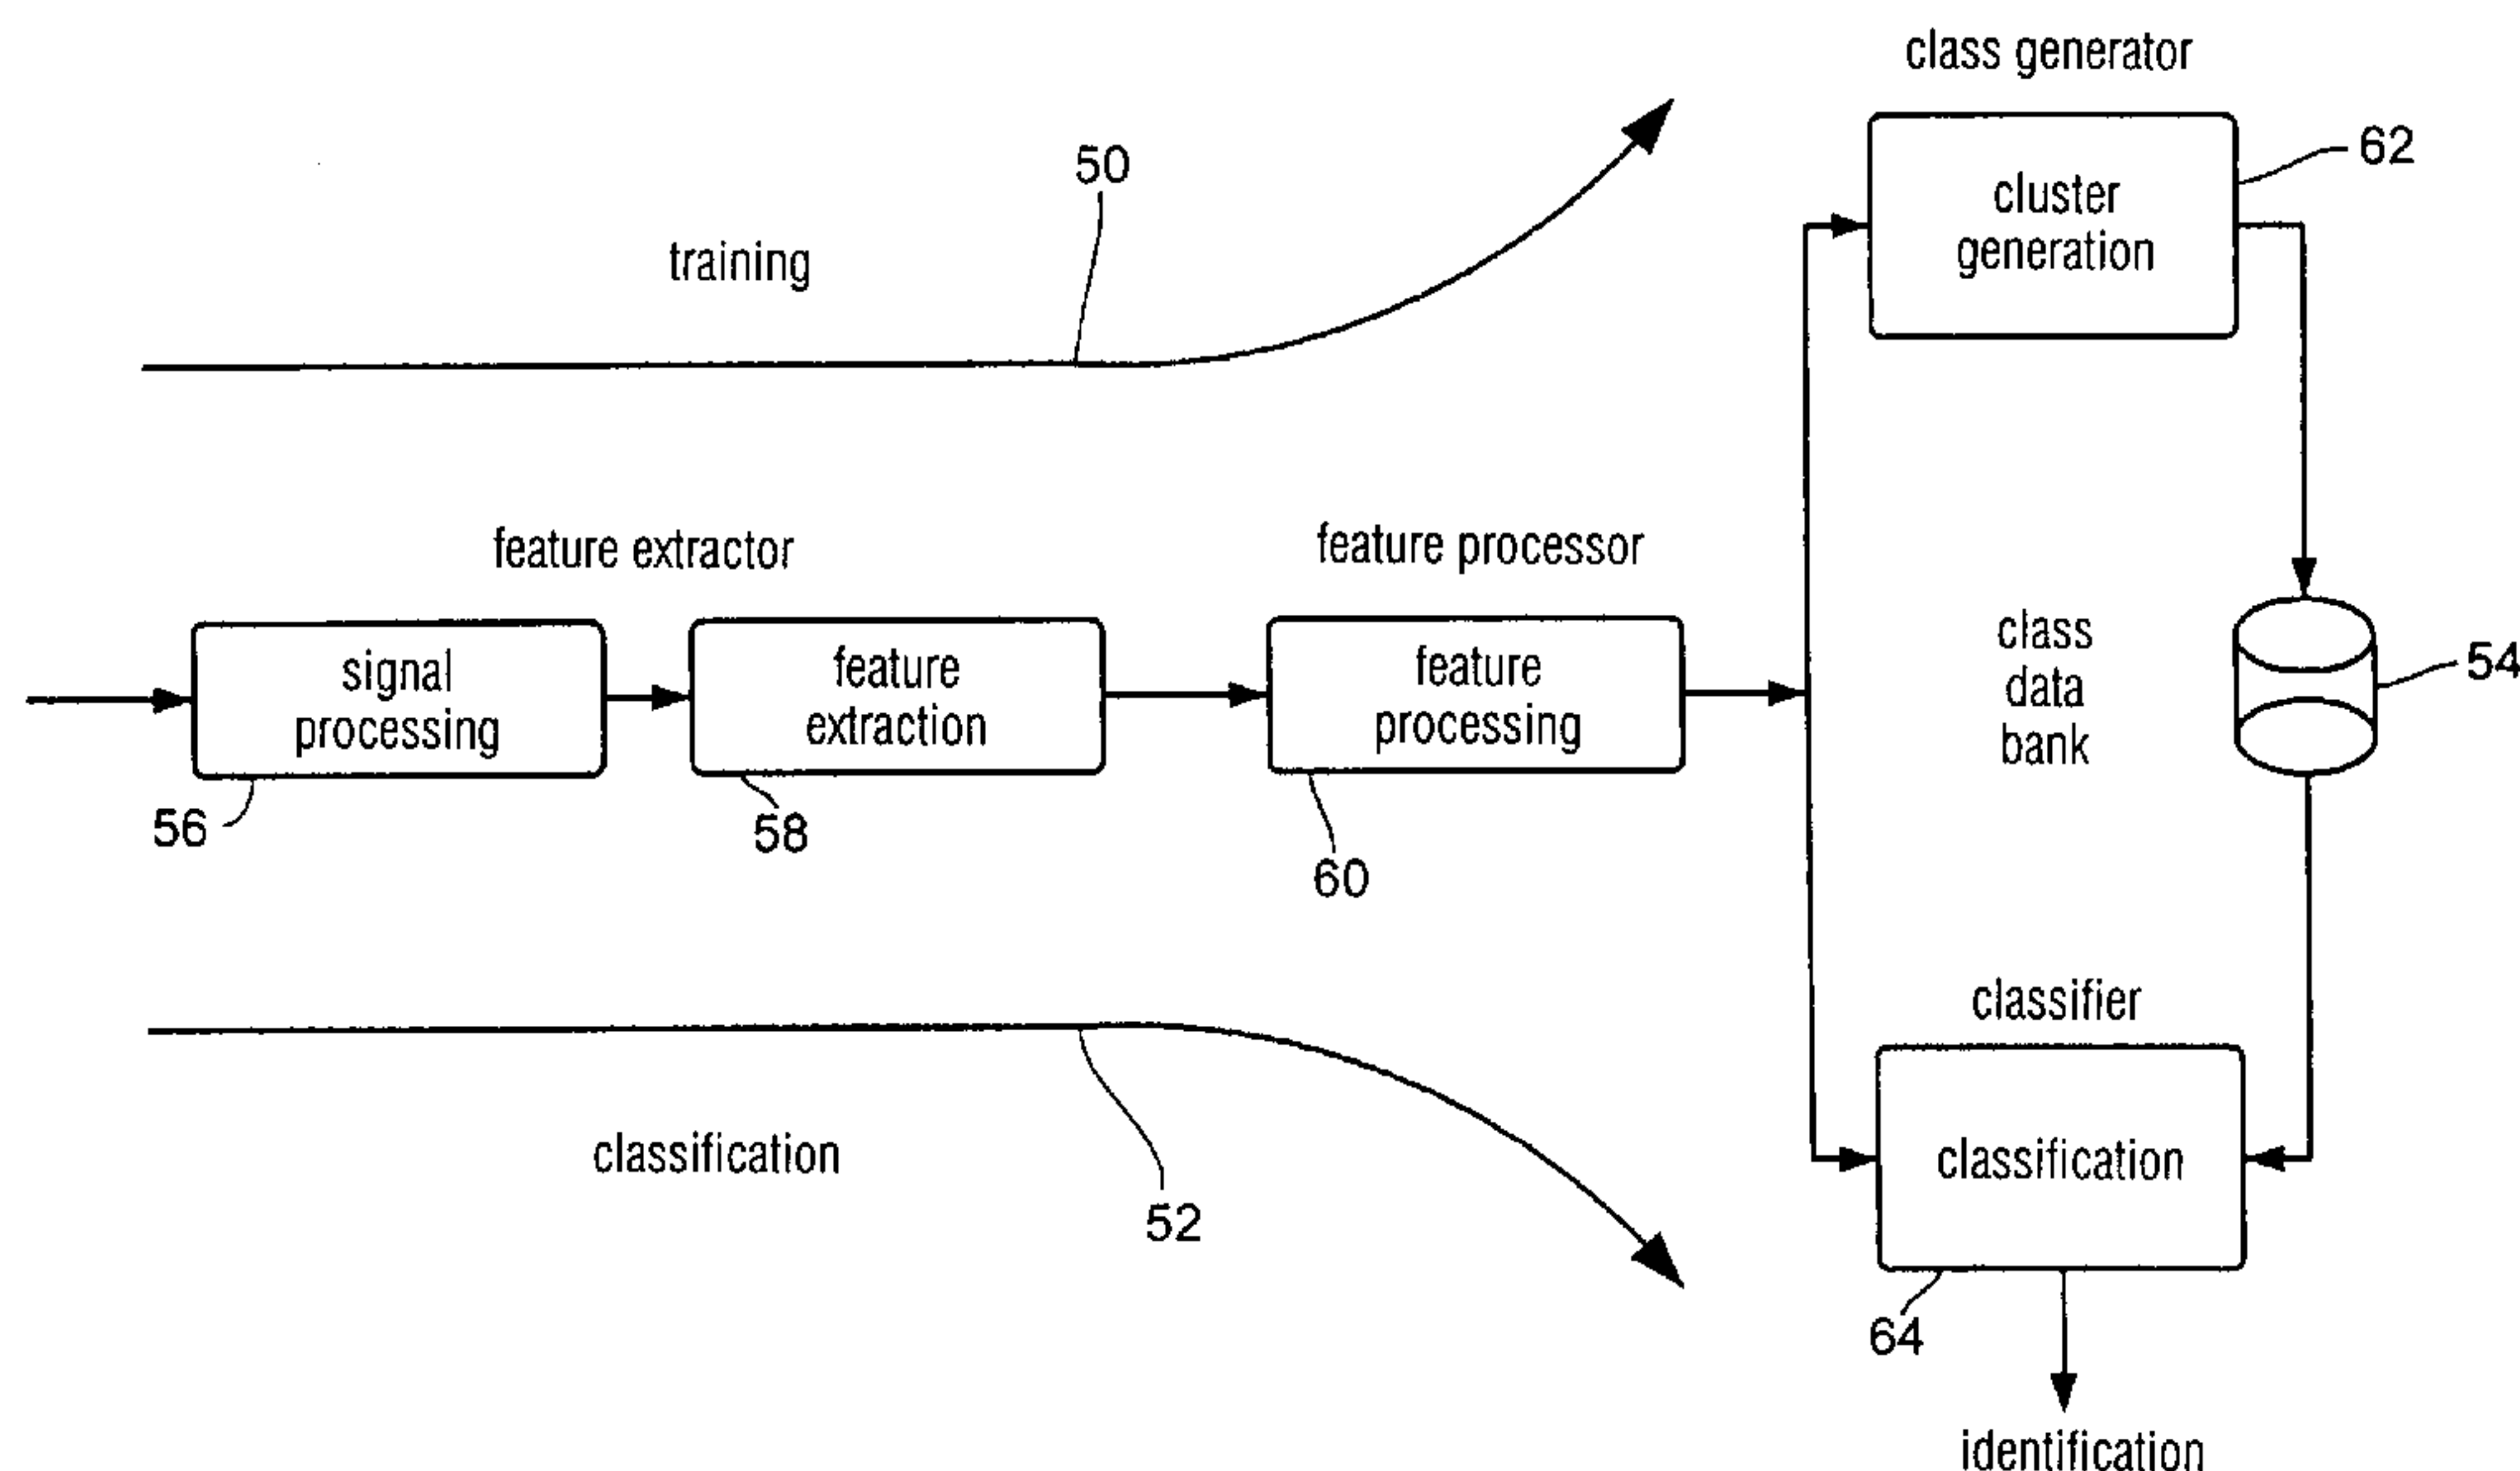 class generator
62
cluster
generation
50
training
feature extractor
feature processor
signal
processing
feature
extraction
feature
processing
class
data
bank
54
56
58
60
classifier
classification
classification
52
64
identification